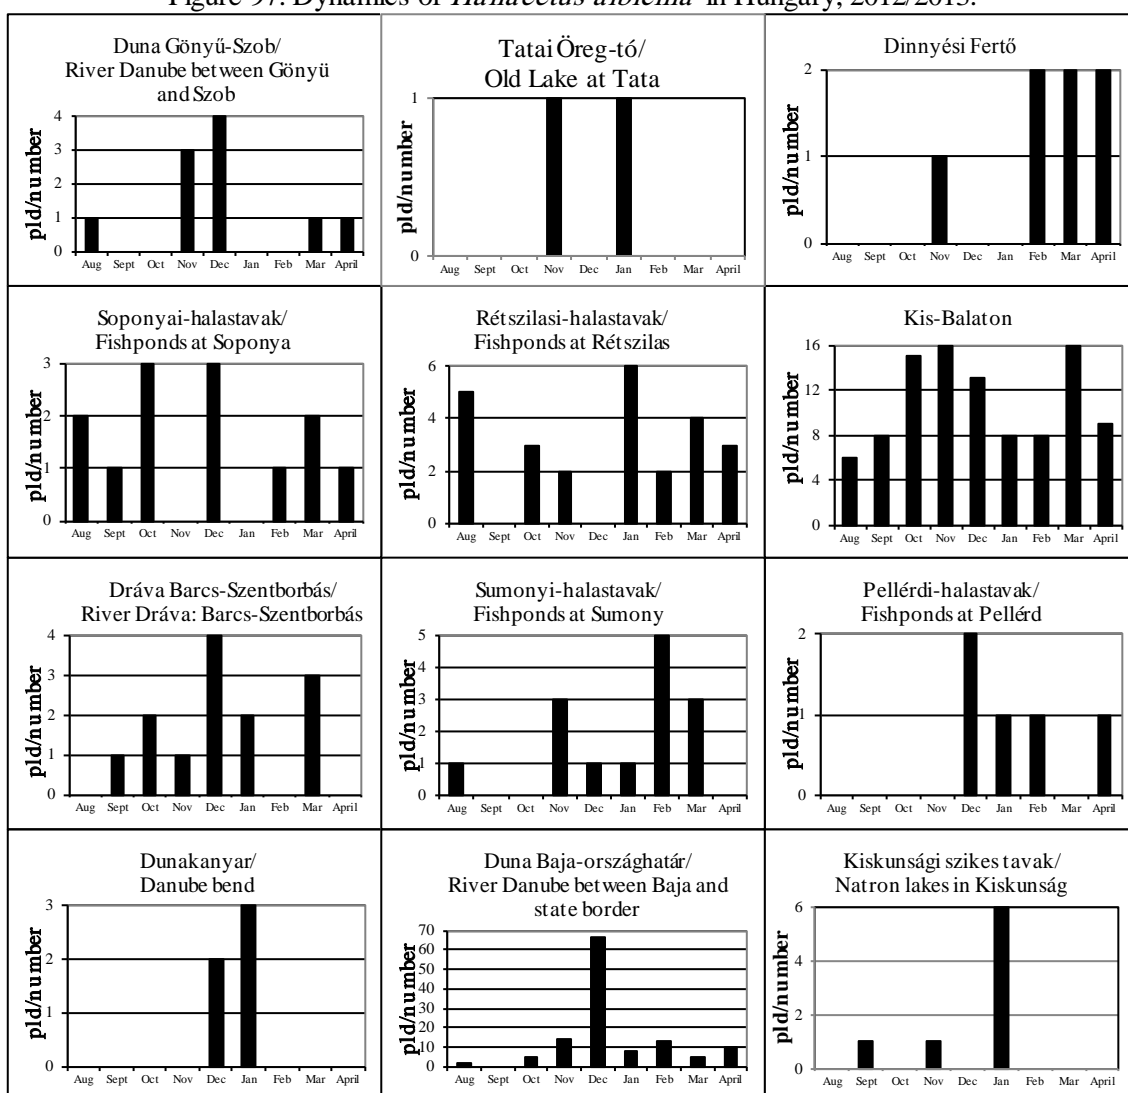 Figure 97. Dynamics of Haliaeetus albicilla in Hungary, 2012/2013.
Duna Gönyű-Szob/
River Danube between Gönyü
and Szob
pld/number
4
3
2
1
0
Aug Sept Oct Nov Dec Jan Feb Mar April
Tatai Öreg-tó/
Old Lake at Tata
pld/number
1
0
Aug Sept Oct Nov Dec Jan Feb Mar April
Dinnyési Fertő
pld/number
2
1
0
Aug Sept Oct Nov Dec Jan Feb Mar April
Soponyai-halastavak/
Fishponds at Soponya
pld/number
3
2
1
0
Aug Sept Oct Nov Dec Jan Feb Mar April
Rétszilasi-halastavak/
Fishponds at Rétszilas
pld/number
6
4
2
0
Aug Sept Oct Nov Dec Jan Feb Mar April
Kis-Balaton
pld/number
16
12
8
4
0
Aug Sept Oct Nov Dec Jan Feb Mar April
Dráva Barcs-Szentborbás/
River Dráva: Barcs-Szentborbás
pld/number
4
3
2
1
0
Aug Sept Oct Nov Dec Jan Feb Mar April
Sumonyi-halastavak/
Fishponds at Sumony
pld/number
5
4
3
2
1
0
Aug Sept Oct Nov Dec Jan Feb Mar April
Pellérdi-halastavak/
Fishponds at Pellérd
pld/number
2
1
0
Aug Sept Oct Nov Dec Jan Feb Mar April
Dunakanyar/
Danube bend
pld/number
3
2
1
0
Aug Sept Oct Nov Dec Jan Feb Mar April
Duna Baja-országhatár/
River Danube between Baja and
state border
pld/number
70
60
50
40
30
20
10
0
Aug Sept Oct Nov Dec Jan Feb Mar April
Kiskunsági szikes tavak/
Natron lakes in Kiskunság
pld/number
6
4
2
0
Aug Sept Oct Nov Dec Jan Feb Mar April